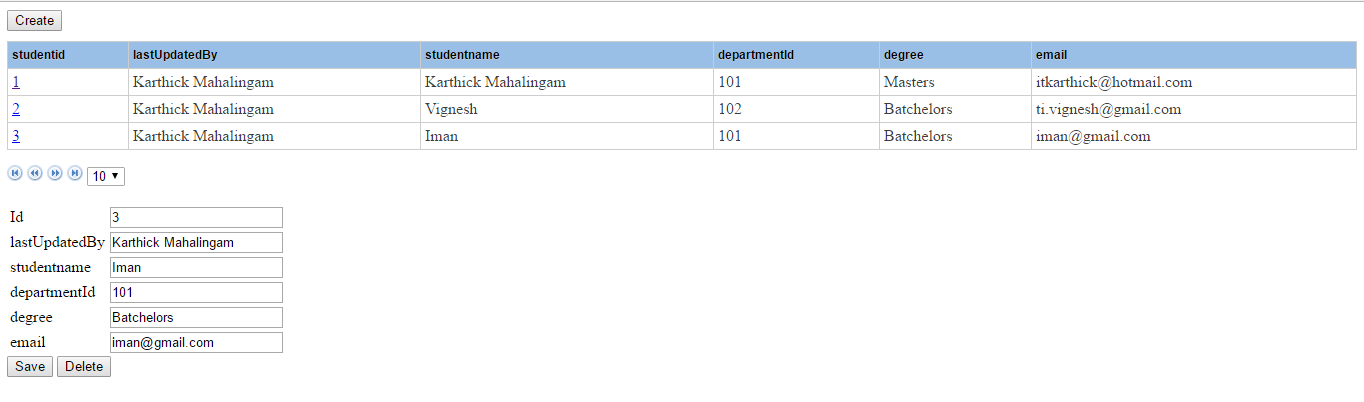 Create
studentid lastUpdatedBy studentname departmentId degree email
1 Karthick Mahalingam Karthick Mahalingam 101 Masters itkarthick@hotmail.com
2 Karthick Mahalingam Vignesh 102 Batchelors ti.vignesh@gmail.com
3 Karthick Mahalingam Iman 101 Batchelors iman@gmail.com
10
Id 3
lastUpdatedBy Karthick Mahalingam
studentname Iman
departmentId 101
degree Batchelors
email iman@gmail.com
Save Delete